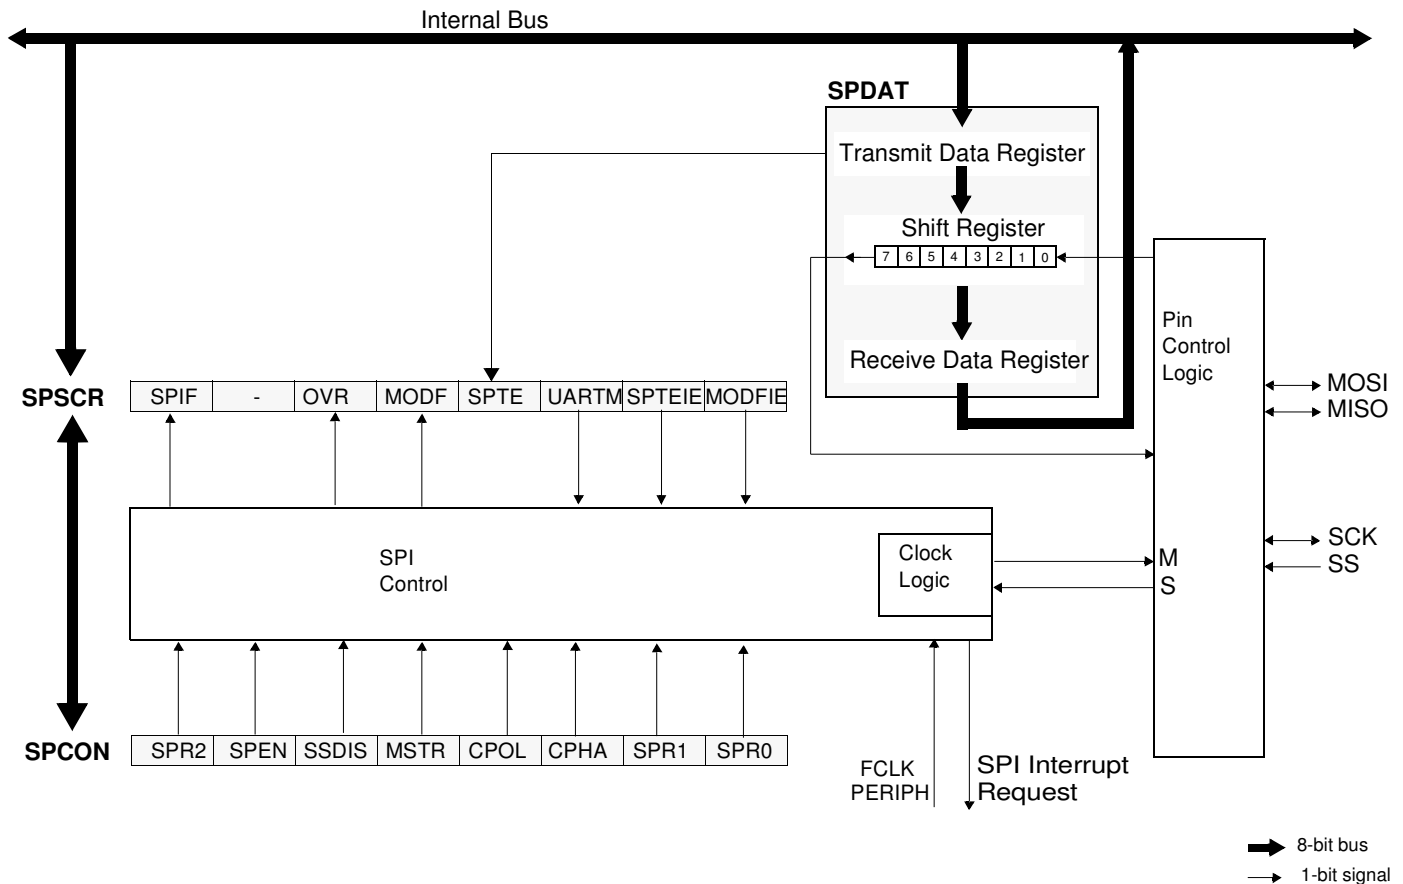 Internal Bus
SPDAT
Transmit Data Register
Shift Register
7 6 5 4 3 2 1 0
Receive Data Register
Pin
Control
Logic
MOSI
MISO
SPSCR
SPIF - OVR MODF SPTE UARTM SPTEIE MODFIE
SPI
Control
Clock
Logic
M
S
SCK
SS
SPCON
SPR2 SPEN SSDIS MSTR CPOL CPHA SPR1 SPR0
FCLK
PERIPH
SPI Interrupt
Request
8-bit bus
1-bit signal